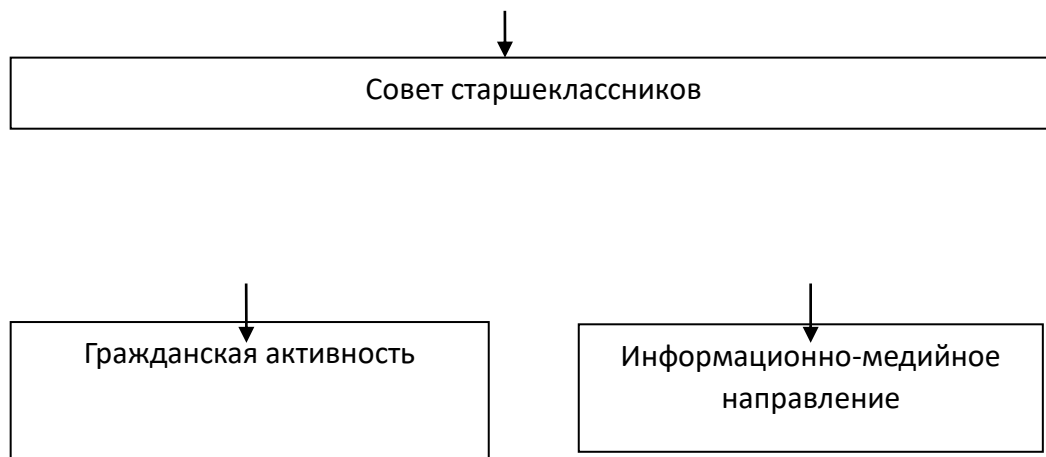 Совет старшеклассников
Гражданская активность
Информационно-медийное
направление